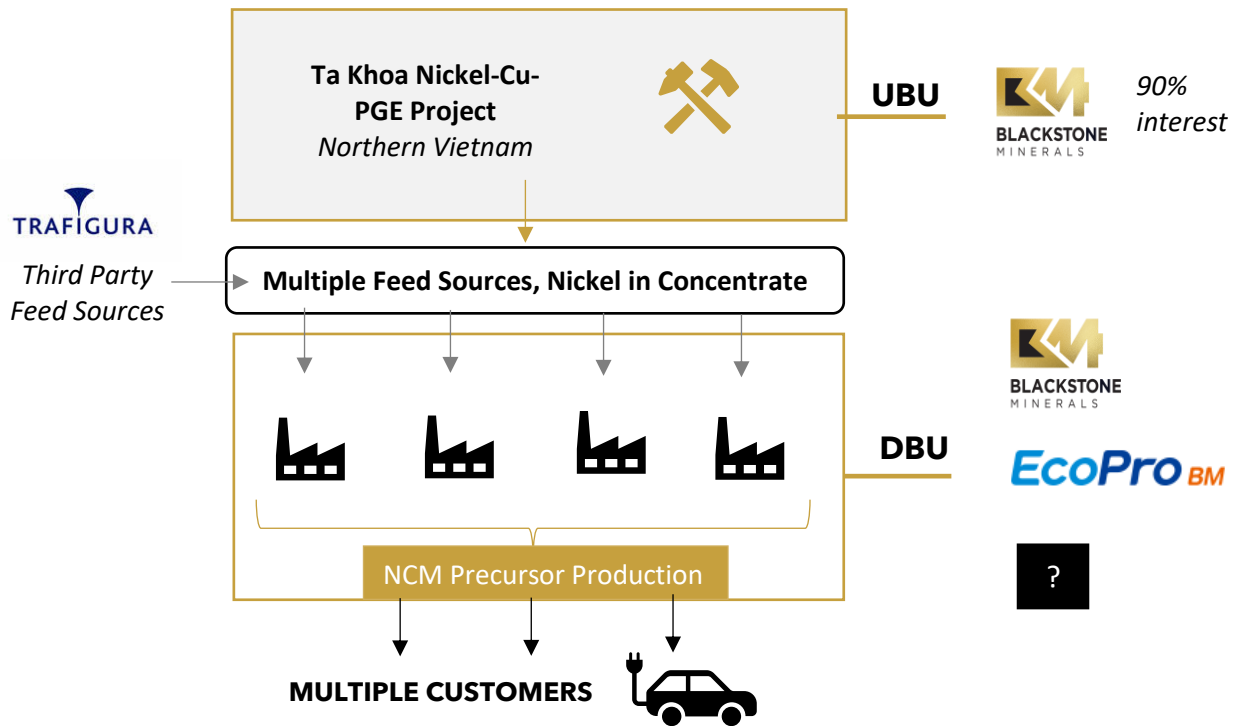 Ta Khoa Nickel-Cu-
PGE Project
Northern Vietnam
UBU
BLACKSTONE
MINERALS
90%
interest
TRAFIGURA
Third Party
Feed Sources
Multiple Feed Sources, Nickel in Concentrate
BLACKSTONE
MINERALS
DBU
EcoPro BM
NCM Precursor Production
?
MULTIPLE CUSTOMERS